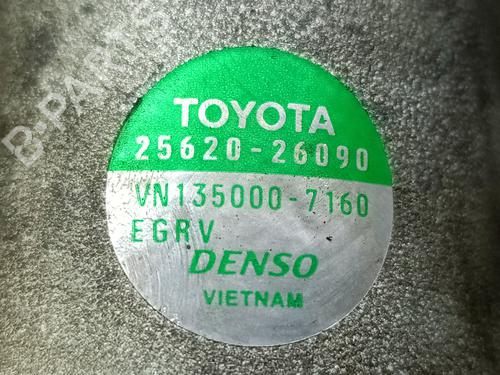 B-PARTS
TOYOTA
25620-26090
VN135000-7160
EGRV
DENSO
VIETNAM